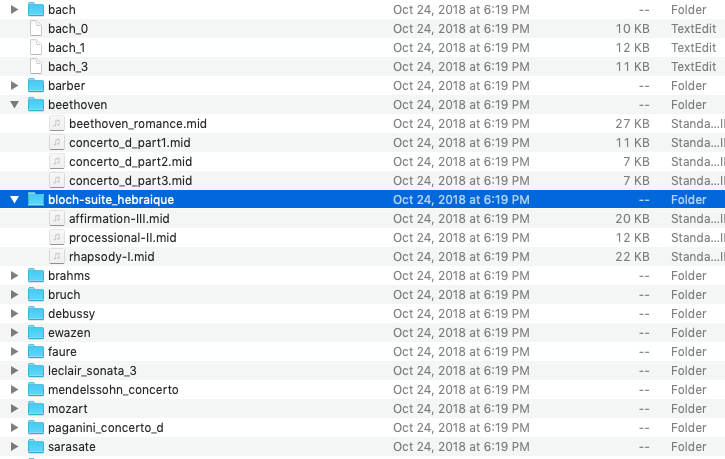 bach Oct 24, 2018 at 6:19 PM -- Folder
bach_0 Oct 24, 2018 at 6:19 PM 10 KB TextEdit
bach_1 Oct 24, 2018 at 6:19 PM 12 KB TextEdit
bach_3 Oct 24, 2018 at 6:19 PM 11 KB TextEdit
barber Oct 24, 2018 at 6:19 PM -- Folder
beethoven Oct 24, 2018 at 6:19 PM -- Folder
beethoven_romance.mid Oct 24, 2018 at 6:19 PM 27 KB Standa...I
concerto_d_part1.mid Oct 24, 2018 at 6:19 PM 11 KB Standa...I
concerto_d_part2.mid Oct 24, 2018 at 6:19 PM 7 KB Standa...I
concerto_d_part3.mid Oct 24, 2018 at 6:19 PM 7 KB Standa...I
bloch-suite_hebraique Oct 24, 2018 at 6:19 PM -- Folder
affirmation-III.mid Oct 24, 2018 at 6:19 PM 20 KB Standa...I
processional-II.mid Oct 24, 2018 at 6:19 PM 12 KB Standa...I
rhapsody-I.mid Oct 24, 2018 at 6:19 PM 22 KB Standa...I
brahms Oct 24, 2018 at 6:19 PM -- Folder
bruch Oct 24, 2018 at 6:19 PM -- Folder
debussy Oct 24, 2018 at 6:19 PM -- Folder
ewazen Oct 24, 2018 at 6:19 PM -- Folder
faure Oct 24, 2018 at 6:19 PM -- Folder
leclair_sonata_3 Oct 24, 2018 at 6:19 PM -- Folder
mendelssohn_concerto Oct 24, 2018 at 6:19 PM -- Folder
mozart Oct 24, 2018 at 6:19 PM -- Folder
paganini_concerto_d Oct 24, 2018 at 6:19 PM -- Folder
sarasate Oct 24, 2018 at 6:19 PM -- Folder